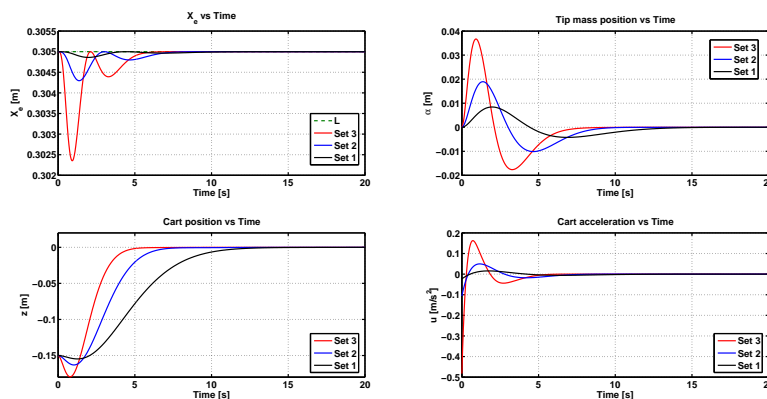 X_e vs Time
0.3055
0.305
0.3045
0.304
0.3035
0.303
0.3025
0.302
X_e [m]
L
Set 3
Set 2
Set 1
0 5 10 15 20
Time [s]
Tip mass position vs Time
0.04
0.03
0.02
0.01
0
−0.01
−0.02
α [m]
Set 3
Set 2
Set 1
0 5 10 15 20
Time [s]
Cart position vs Time
0
−0.05
−0.1
−0.15
z [m]
Set 3
Set 2
Set 1
0 5 10 15 20
Time [s]
Cart acceleration vs Time
0.2
0.1
0
−0.1
−0.2
−0.3
−0.4
−0.5
u [m/s²]
Set 3
Set 2
Set 1
0 5 10 15 20
Time [s]